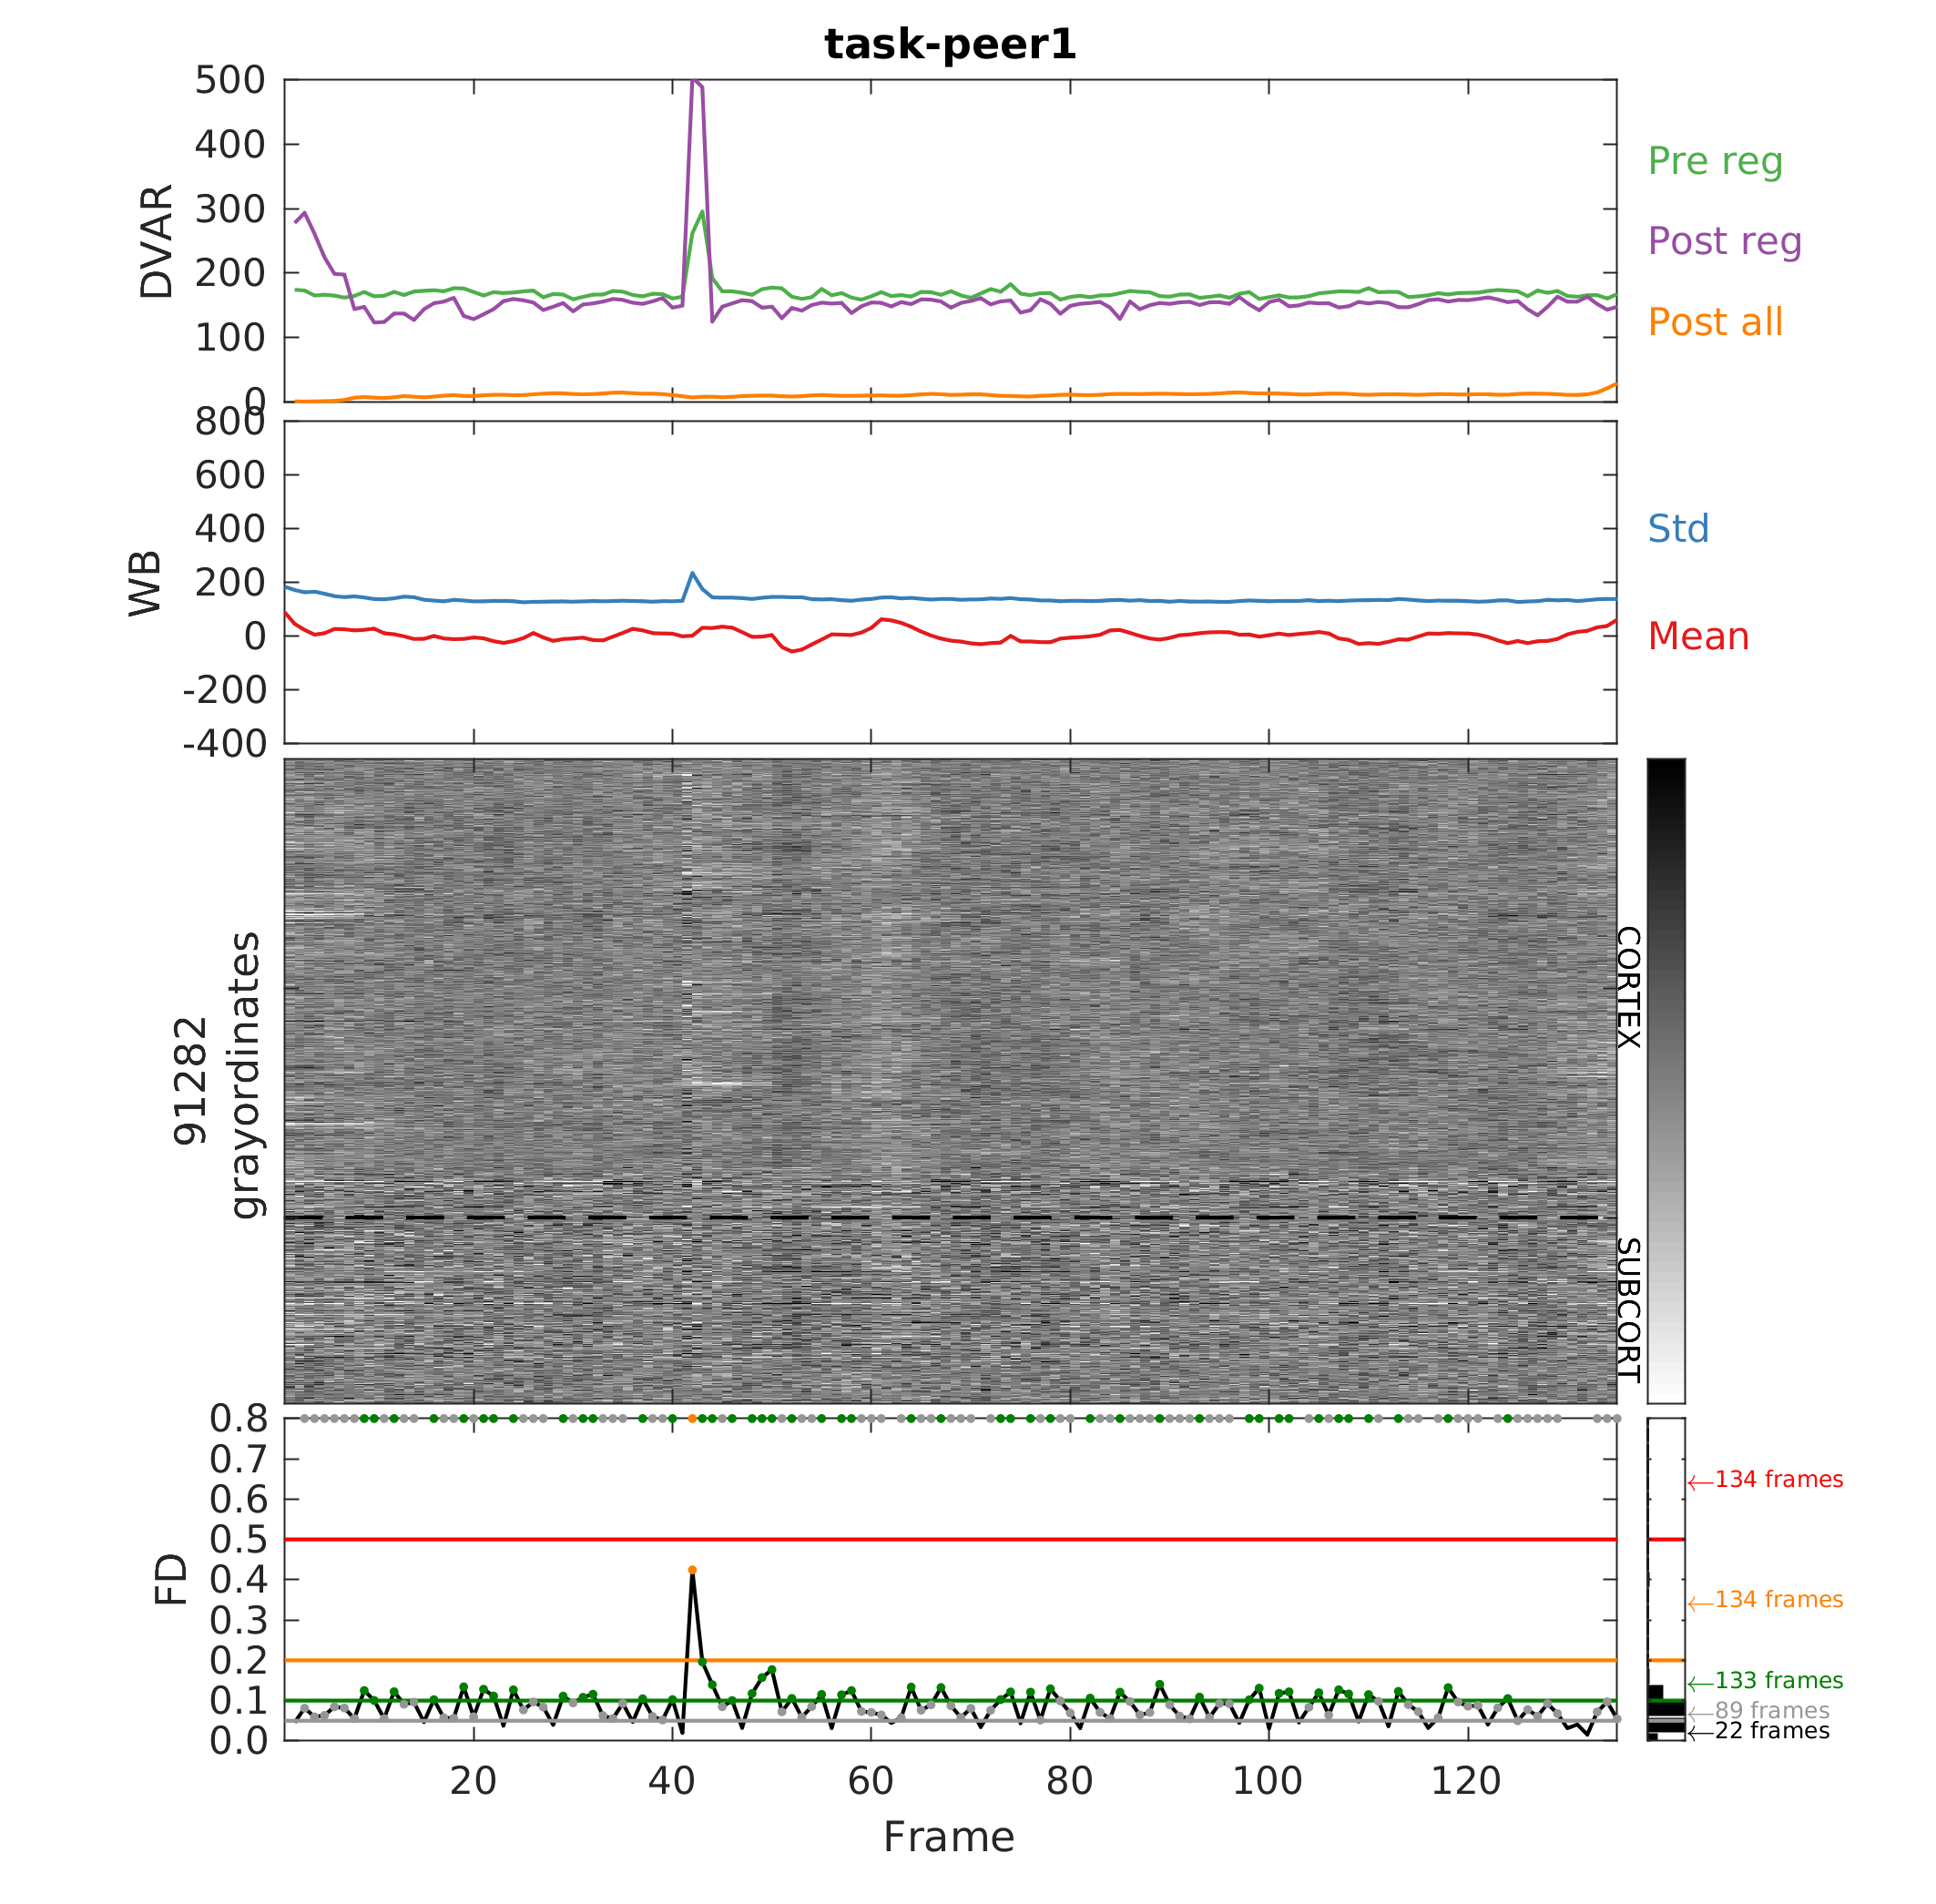 task-peer1
500
400
300
200
100
0
DVAR
Pre reg
Post reg
Post all
800
600
400
200
0
-200
-400
WB
Std
Mean
91282
grayordinates
CORTEX
SUBCORT
0.8
0.7
0.6
0.5
0.4
0.3
0.2
0.1
0.0
FD
←134 frames
←134 frames
←133 frames
←89 frames
←22 frames
20 40 60 80 100 120
Frame